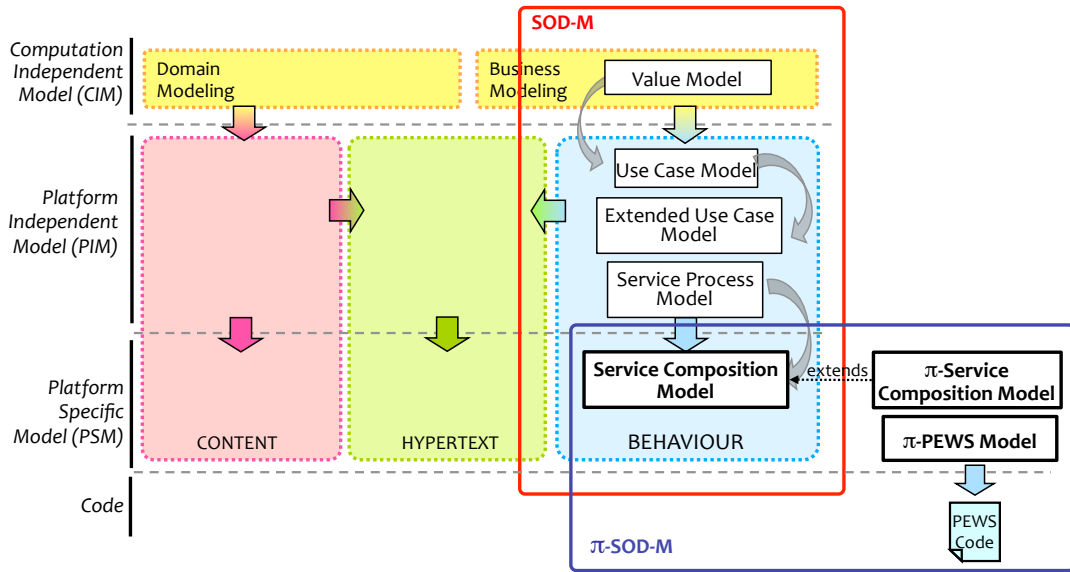 SOD-M
Computation
Independent
Model (CIM)
Domain
Modeling
Business
Modeling
Value Model
Platform
Independent
Model (PIM)
Use Case Model
Extended Use Case
Model
Service Process
Model
Platform
Specific
Model (PSM)
Service Composition
Model
extends
π-Service
Composition Model
π-PEWS Model
CONTENT
HYPERTEXT
BEHAVIOUR
Code
PEWS
Code
π-SOD-M